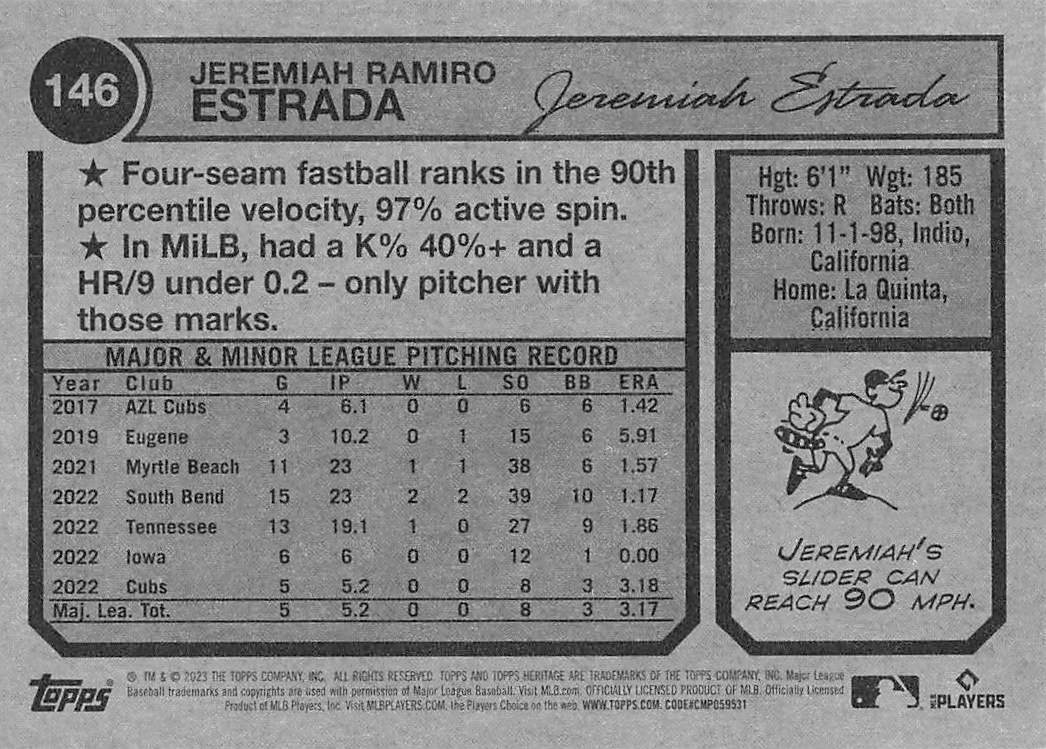 146
JEREMIAH RAMIRO
ESTRADA
Jeremiah Estrada
★ Four-seam fastball ranks in the 90th
percentile velocity, 97% active spin.
★ In MiLB, had a K% 40%+ and a
HR/9 under 0.2 – only pitcher with
those marks.
MAJOR & MINOR LEAGUE PITCHING RECORD
Year Club G IP W L SO BB ERA
2017 AZL Cubs 4 6.1 0 0 6 6 1.42
2019 Eugene 3 10.2 0 1 15 6 5.91
2021 Myrtle Beach 11 23 1 1 38 6 1.57
2022 South Bend 15 23 2 2 39 10 1.17
2022 Tennessee 13 19.1 1 0 27 9 1.86
2022 Iowa 6 6 0 0 12 1 0.00
2022 Cubs 5 5.2 0 0 8 3 3.18
Maj. Lea. Tot. 5 5.2 0 0 8 3 3.17
Hgt: 6'1" Wgt: 185
Throws: R Bats: Both
Born: 11-1-98, Indio,
California
Home: La Quinta,
California
JEREMIAH'S
SLIDER CAN
REACH 90 MPH.
Topps
® TM & © 2023 THE TOPPS COMPANY, INC. ALL RIGHTS RESERVED. TOPPS AND TOPPS HERITAGE ARE TRADEMARKS OF THE TOPPS COMPANY, INC. Major League
Baseball trademarks and copyrights are used with permission of Major League Baseball. Visit MLB.com. OFFICIALLY LICENSED PRODUCT OF MLB. Officially Licensed
Product of MLB Players, Inc. Visit MLBPLAYERS.COM, the Players Choice on the web. WWW.TOPPS.COM. CODE#CMP059531
MLB PLAYERS